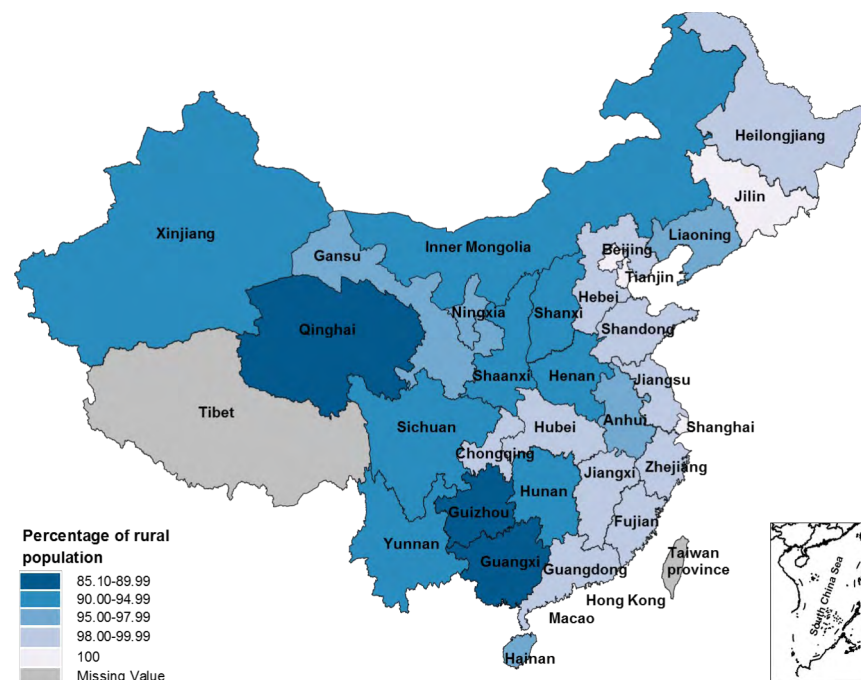 Heilongjiang
Jilin
Liaoning
Xinjiang
Gansu
Inner Mongolia
Beijing
Tianjin
Hebei
Ningxia
Shanxi
Qinghai
Shandong
Shaanxi
Henan
Jiangsu
Tibet
Sichuan
Hubei
Anhui
Shanghai
Chongqing
Jiangxi
Zhejiang
Hunan
Guizhou
Fujian
Yunnan
Guangxi
Guangdong
Taiwan
province
Hong Kong
Macao
Hainan
South China Sea
Percentage of rural
population
85.10-89.99
90.00-94.99
95.00-97.99
98.00-99.99
100
Missing Value